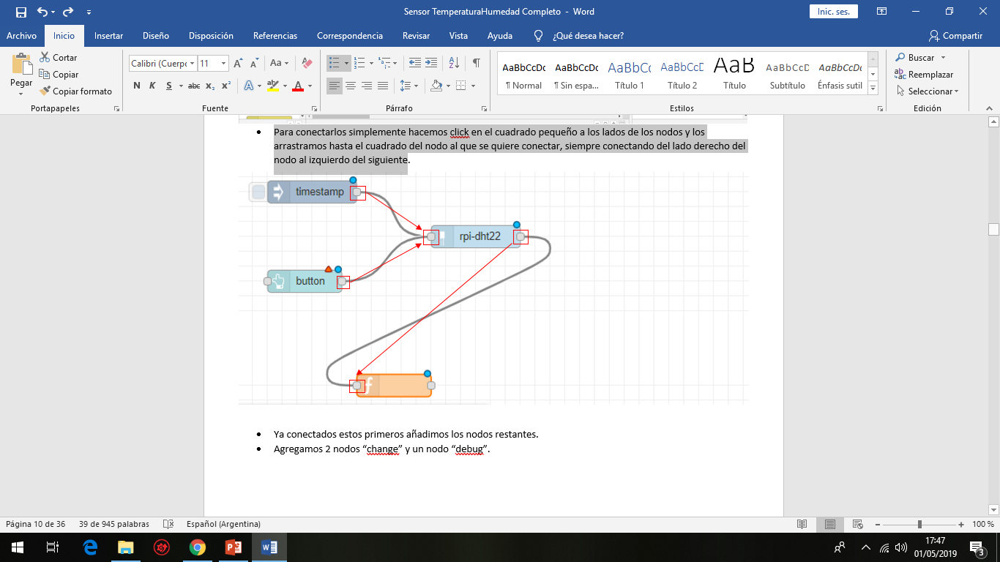 Sensor TemperaturaHumedad Completo - Word
Inic. ses.
Archivo Inicio Insertar Diseño Disposición Referencias Correspondencia Revisar Vista Ayuda ¿Qué desea hacer? Compartir
Pegar
Cortar
Copiar
Copiar formato
Portapapeles
Calibri (Cuerpo 11
N K S abc x₂ x²
Fuente
Párrafo
AaBbCcDc AaBbCcDc AaBbCc AaBbCcD AaB AaBbCcD AaBbCcDc
¶ Normal ¶ Sin espa... Título 1 Título 2 Título Subtítulo Énfasis sutil
Estilos
Buscar
Reemplazar
Seleccionar
Edición
• Para conectarlos simplemente hacemos click en el cuadrado pequeño a los lados de los nodos y los
arrastramos hasta el cuadrado del nodo al que se quiere conectar, siempre conectando del lado derecho del
nodo al izquierdo del siguiente.
timestamp
rpi-dht22
button
f
• Ya conectados estos primeros añadimos los nodos restantes.
• Agregamos 2 nodos “change” y un nodo “debug”.
Página 10 de 36 39 de 945 palabras Español (Argentina) 100 %
17:47
01/05/2019
3